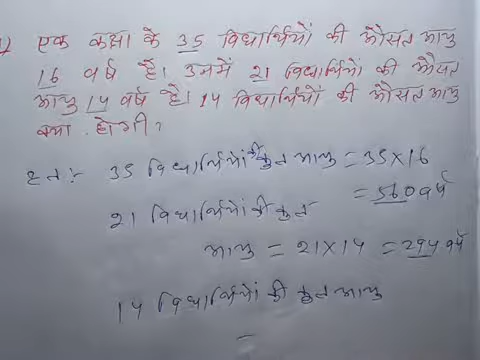 1) एक कक्षा के 35 विद्यार्थियों की औसत आयु
16 वर्ष है। उनमें 21 विद्यार्थियों की औसत
आयु 14 वर्ष है। 14 विद्यार्थियों की औसत आयु
क्या होगी?
हल: 35 विद्यार्थियों की कुल आयु = 35×16
= 560 वर्ष
21 विद्यार्थियों की कुल
आयु = 21×14 = 294 वर्ष
14 विद्यार्थियों की कुल आयु
=